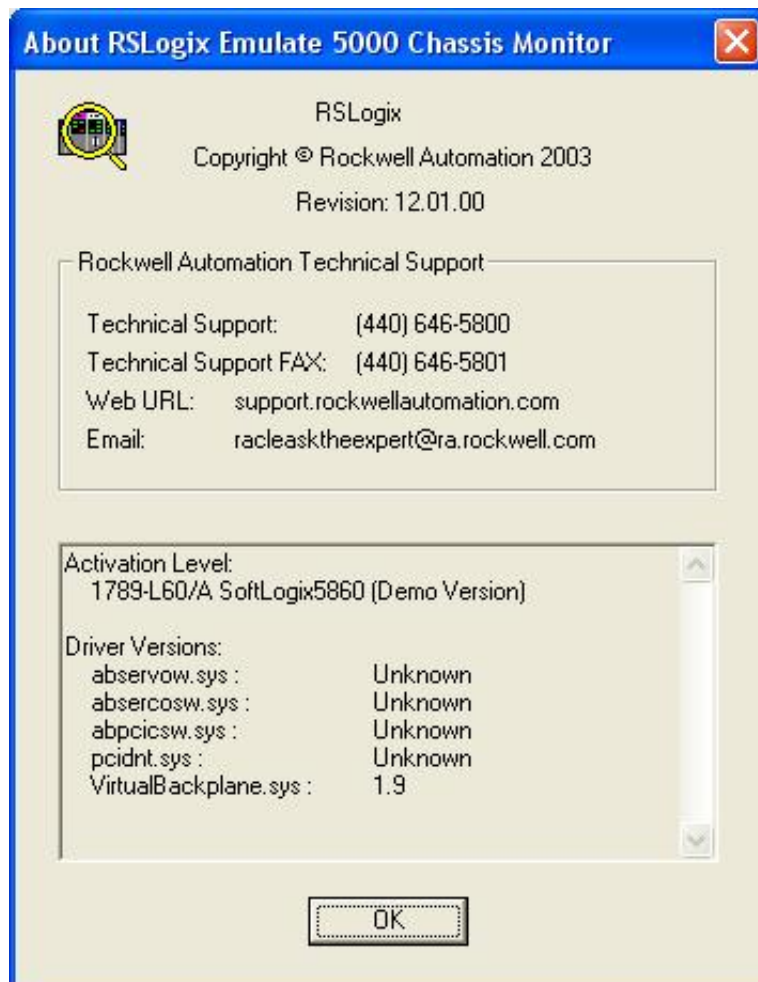 About RSLogix Emulate 5000 Chassis Monitor
RSLogix
Copyright © Rockwell Automation 2003
Revision: 12.01.00
Rockwell Automation Technical Support
Technical Support: (440) 646-5800
Technical Support FAX: (440) 646-5801
Web URL: support.rockwellautomation.com
Email: racleasktheexpert@ra.rockwell.com
Activation Level:
1789-L60/A SoftLogix5860 (Demo Version)
Driver Versions:
abservow.sys : Unknown
absercosw.sys : Unknown
abpcicsw.sys : Unknown
pcidnt.sys : Unknown
VirtualBackplane.sys : 1.9
OK